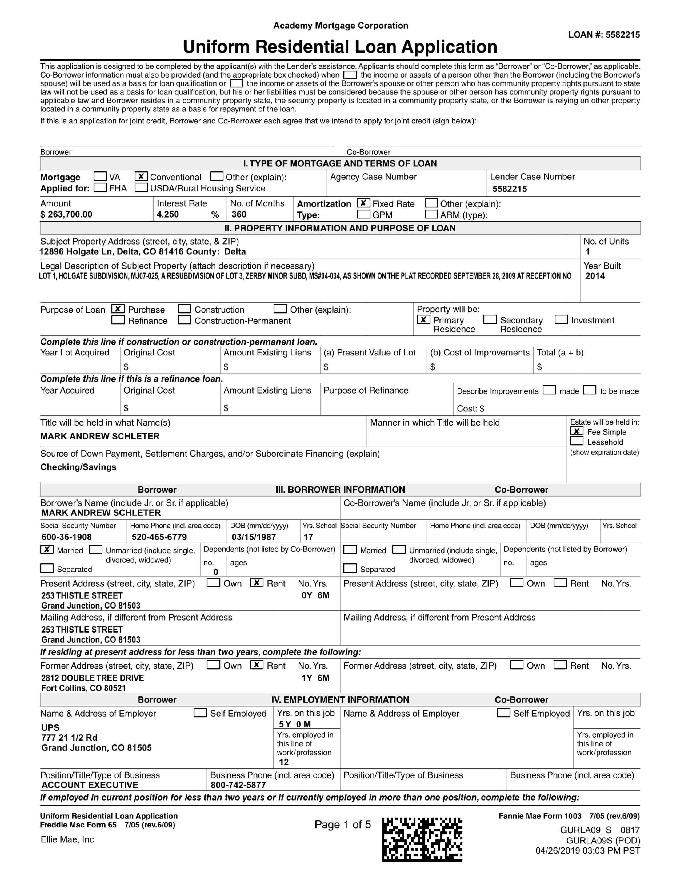 Academy Mortgage Corporation
LOAN #: 5582215
Uniform Residential Loan Application
This application is designed to be completed by the applicant(s) with the Lender's assistance. Applicants should complete this form as "Borrower" or "Co-Borrower," as applicable.
Co-Borrower information must also be provided (and the appropriate box checked) when the income or assets of a person other than the Borrower (including the Borrower's
spouse) will be used as a basis for loan qualification or the income or assets of the Borrower's spouse or other person who has community property rights pursuant to state
law will not be used as a basis for loan qualification, but his or her liabilities must be considered because the spouse or other person has community property rights pursuant to
applicable law and Borrower resides in a community property state, the security property is located in a community property state, or the Borrower is relying on other property
located in a community property state as a basis for repayment of the loan.
If this is an application for joint credit, Borrower and Co-Borrower each agree that we intend to apply for joint credit (sign below):
Borrower Co-Borrower
I. TYPE OF MORTGAGE AND TERMS OF LOAN
Mortgage VA X Conventional Other (explain): Agency Case Number Lender Case Number
Applied for: FHA USDA/Rural Housing Service 5582215
Amount Interest Rate No. of Months Amortization X Fixed Rate Other (explain):
$ 263,700.00 4.250 % 360 Type: GPM ARM (type):
II. PROPERTY INFORMATION AND PURPOSE OF LOAN
Subject Property Address (street, city, state, & ZIP) No. of Units
12896 Holgate Ln, Delta, CO 81416 County: Delta 1
Legal Description of Subject Property (attach description if necessary) Year Built
LOT 1, HOLGATE SUBDIVISION, MJ07-025, A RESUBDIVISION OF LOT 3, ZERBY MINOR SUBD, MS#04-034, AS SHOWN ON THE PLAT RECORDED SEPTEMBER 28, 2009 AT RECEPTION NO 2014
Purpose of Loan X Purchase Construction Other (explain): Property will be:
Refinance Construction-Permanent X Primary Residence Secondary Residence Investment
Complete this line if construction or construction-permanent loan.
Year Lot Acquired Original Cost Amount Existing Liens (a) Present Value of Lot (b) Cost of Improvements Total (a + b)
$ $ $ $ $
Complete this line if this is a refinance loan.
Year Acquired Original Cost Amount Existing Liens Purpose of Refinance Describe Improvements made to be made
$ $ Cost: $
Title will be held in what Name(s) Manner in which Title will be held Estate will be held in:
MARK ANDREW SCHLETER X Fee Simple
Leasehold
Source of Down Payment, Settlement Charges, and/or Subordinate Financing (explain) (show expiration date)
Checking/Savings
Borrower III. BORROWER INFORMATION Co-Borrower
Borrower's Name (include Jr. or Sr. if applicable) Co-Borrower's Name (include Jr. or Sr. if applicable)
MARK ANDREW SCHLETER
Social Security Number Home Phone (incl. area code) DOB (mm/dd/yyyy) Yrs. School Social Security Number Home Phone (incl. area code) DOB (mm/dd/yyyy) Yrs. School
600-36-1908 520-465-6779 03/15/1987 17
X Married Unmarried (include single, Dependents (not listed by Co-Borrower) Married Unmarried (include single, Dependents (not listed by Borrower)
divorced, widowed) no. ages divorced, widowed) no. ages
Separated 0 Separated
Present Address (street, city, state, ZIP) Own X Rent No. Yrs. Present Address (street, city, state, ZIP) Own Rent No. Yrs.
253 THISTLE STREET 0Y 6M
Grand Junction, CO 81503
Mailing Address, if different from Present Address Mailing Address, if different from Present Address
253 THISTLE STREET
Grand Junction, CO 81503
If residing at present address for less than two years, complete the following:
Former Address (street, city, state, ZIP) Own X Rent No. Yrs. Former Address (street, city, state, ZIP) Own Rent No. Yrs.
2812 DOUBLE TREE DRIVE 1Y 6M
Fort Collins, CO 80521
Borrower IV. EMPLOYMENT INFORMATION Co-Borrower
Name & Address of Employer Self Employed Yrs. on this job Name & Address of Employer Self Employed Yrs. on this job
5 Y 0 M
UPS Yrs. employed in Yrs. employed in
777 21 1/2 Rd this line of this line of
Grand Junction, CO 81505 work/profession work/profession
12
Position/Title/Type of Business Business Phone (incl. area code) Position/Title/Type of Business Business Phone (incl. area code)
ACCOUNT EXECUTIVE 800-742-5877
If employed in current position for less than two years or if currently employed in more than one position, complete the following:
Uniform Residential Loan Application Fannie Mae Form 1003 7/05 (rev.6/09)
Freddie Mac Form 65 7/05 (rev.6/09)
Page 1 of 5
GURLA09 S 0817
Ellie Mae, Inc GURLA09S (POD)
04/26/2019 03:03 PM PST